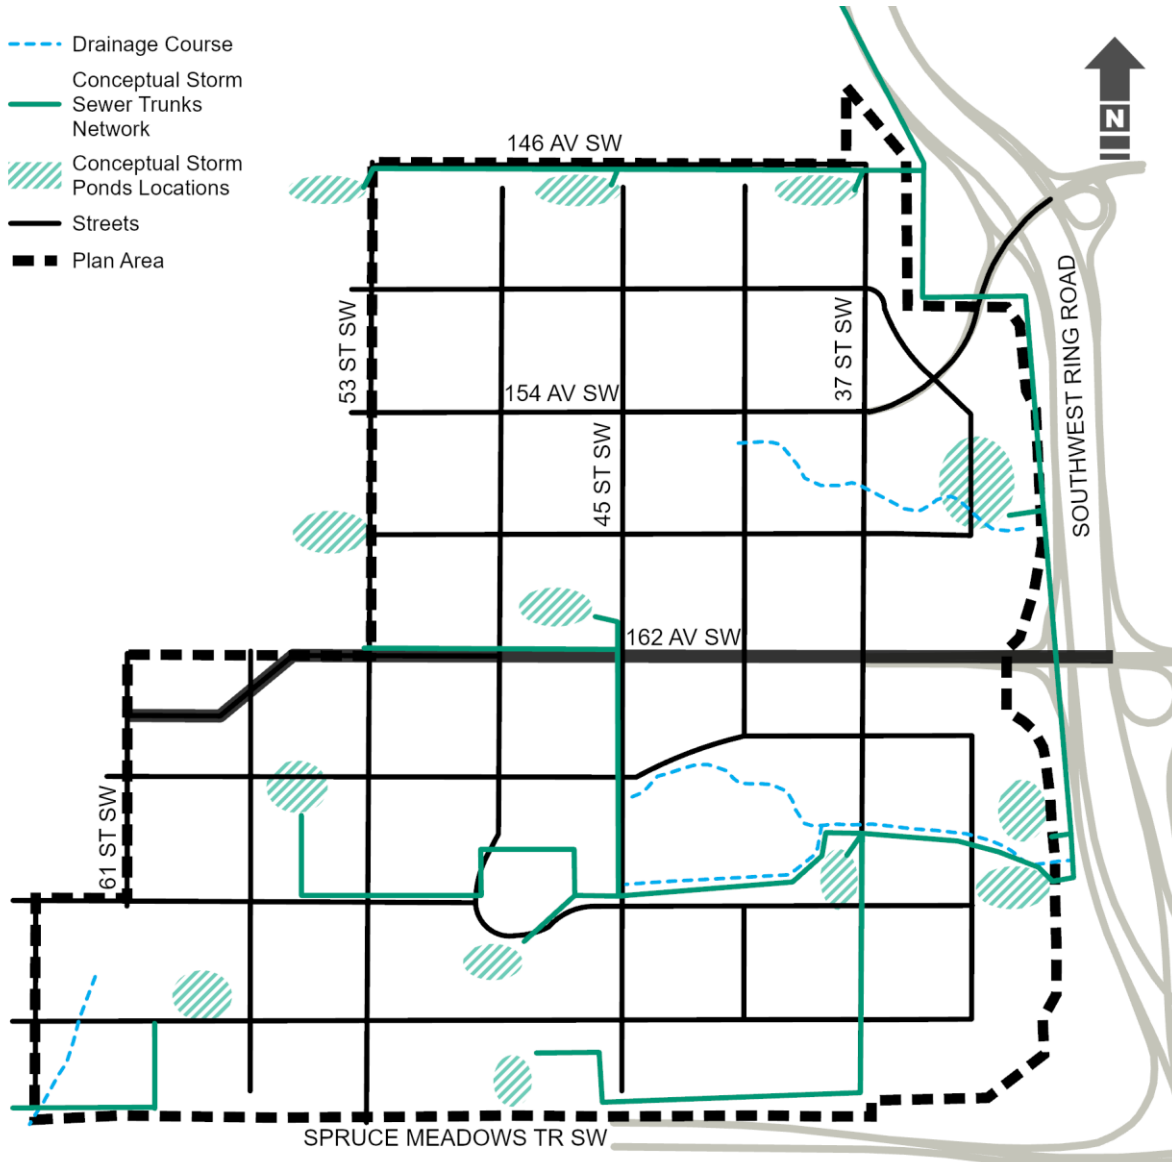 Drainage Course
Conceptual Storm
Sewer Trunks
Network
Conceptual Storm
Ponds Locations
Streets
Plan Area
N
146 AV SW
53 ST SW
37 ST SW
SOUTHWEST RING ROAD
154 AV SW
45 ST SW
162 AV SW
61 ST SW
SPRUCE MEADOWS TR SW